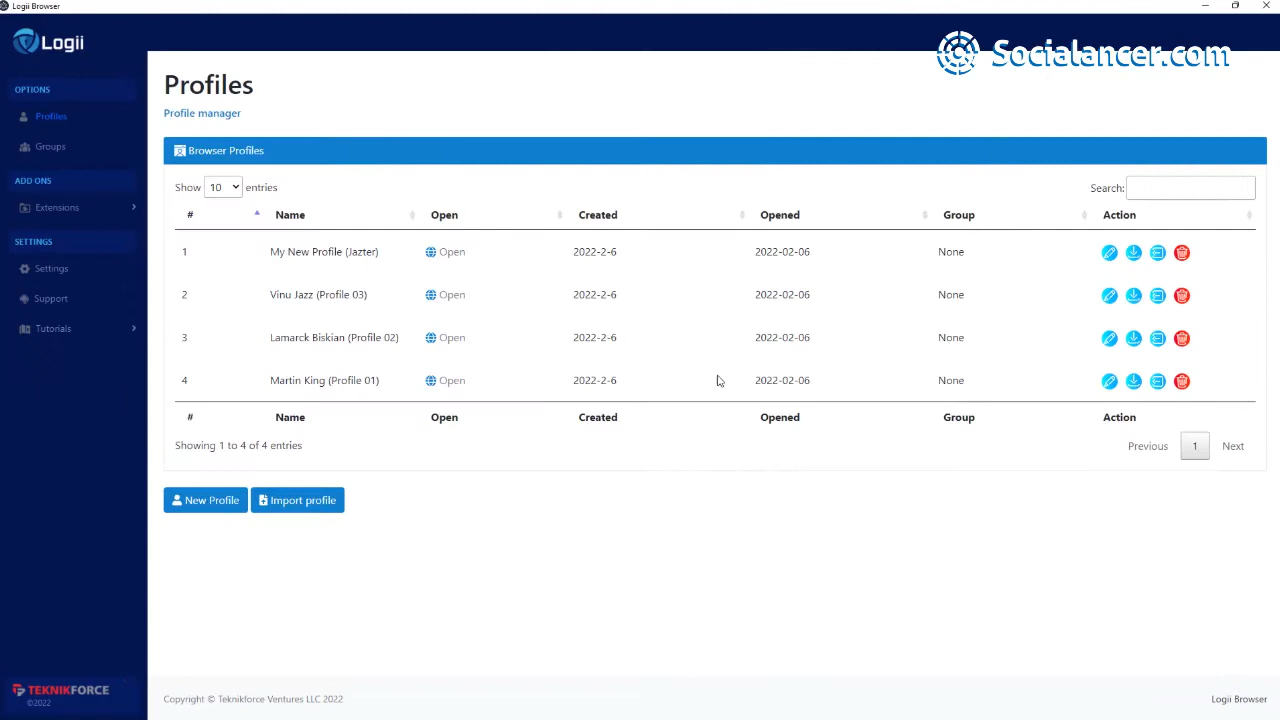 Logii Browser
Logii
Socialancer.com
OPTIONS
Profiles
Groups
ADD ONS
Extensions
SETTINGS
Settings
Support
Tutorials
Profiles
Profile manager
Browser Profiles
Show 10 entries
Search:
# Name Open Created Opened Group Action
1 My New Profile (Jazter) Open 2022-2-6 2022-02-06 None
2 Vinu Jazz (Profile 03) Open 2022-2-6 2022-02-06 None
3 Lamarck Biskian (Profile 02) Open 2022-2-6 2022-02-06 None
4 Martin King (Profile 01) Open 2022-2-6 2022-02-06 None
# Name Open Created Opened Group Action
Showing 1 to 4 of 4 entries
Previous 1 Next
New Profile Import profile
TEKNIKFORCE
©2022
Copyright © Teknikforce Ventures LLC 2022
Logii Browser